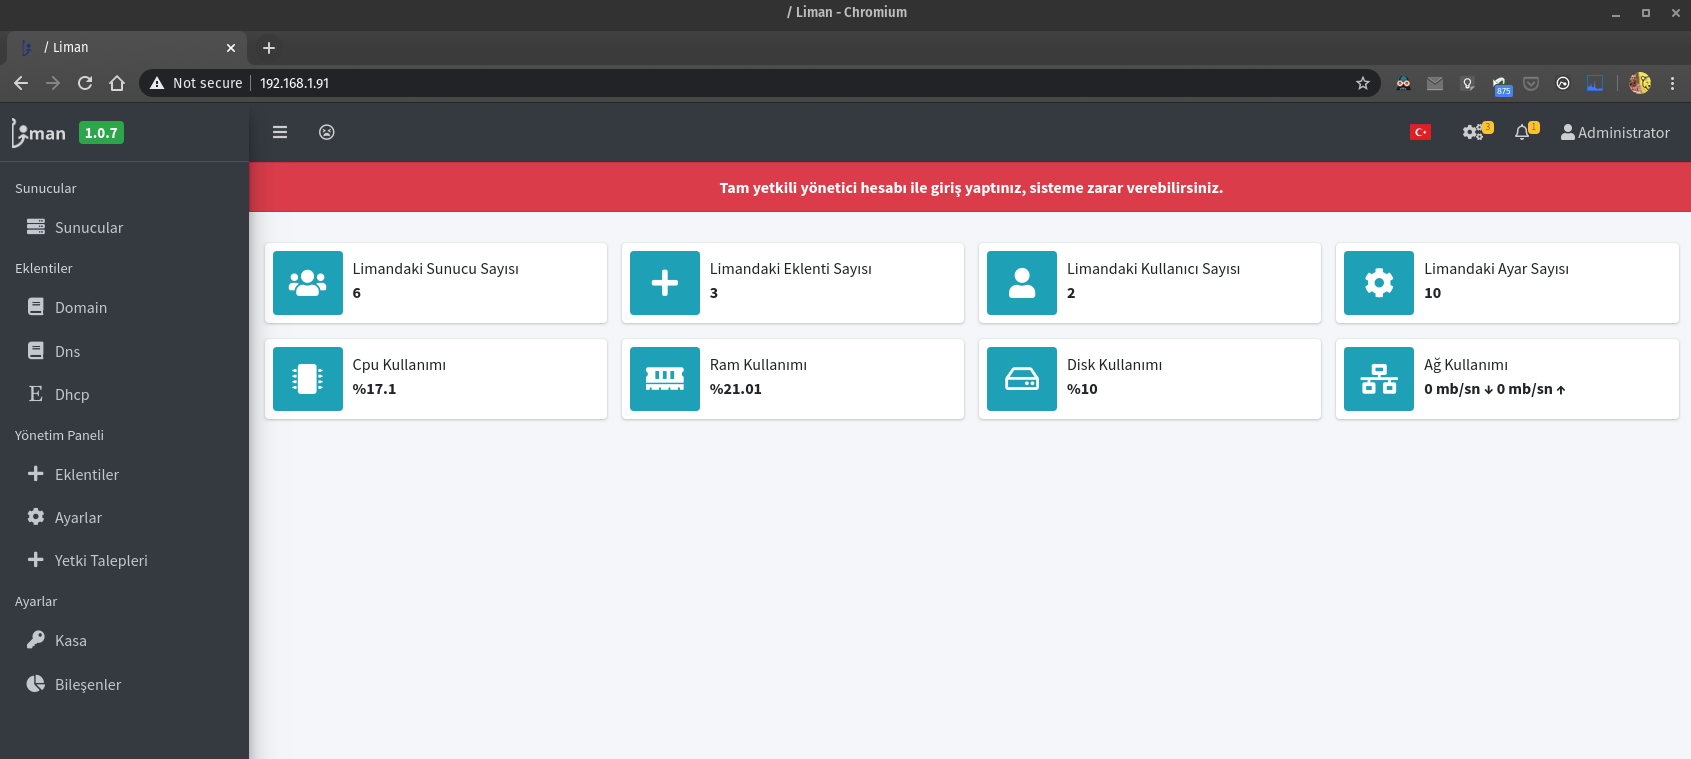 / Liman - Chromium
/ Liman
Not secure
192.168.1.91
875
Liman 1.0.7
3
1
Administrator
Tam yetkili yönetici hesabı ile giriş yaptınız, sisteme zarar verebilirsiniz.
Sunucular
Sunucular
Eklentiler
Domain
Dns
Dhcp
Yönetim Paneli
Eklentiler
Ayarlar
Yetki Talepleri
Ayarlar
Kasa
Bileşenler
Limandaki Sunucu Sayısı
6
Limandaki Eklenti Sayısı
3
Limandaki Kullanıcı Sayısı
2
Limandaki Ayar Sayısı
10
Cpu Kullanımı
%17.1
Ram Kullanımı
%21.01
Disk Kullanımı
%10
Ağ Kullanımı
0 mb/sn ↓ 0 mb/sn ↑